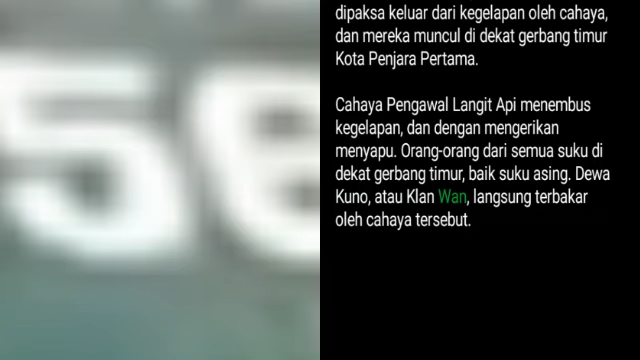 56
dipaksa keluar dari kegelapan oleh cahaya,
dan mereka muncul di dekat gerbang timur
Kota Penjara Pertama.
Cahaya Pengawal Langit Api menembus
kegelapan, dan dengan mengerikan
menyapu. Orang-orang dari semua suku di
dekat gerbang timur, baik suku asing. Dewa
Kuno, atau Klan Wan, langsung terbakar
oleh cahaya tersebut.